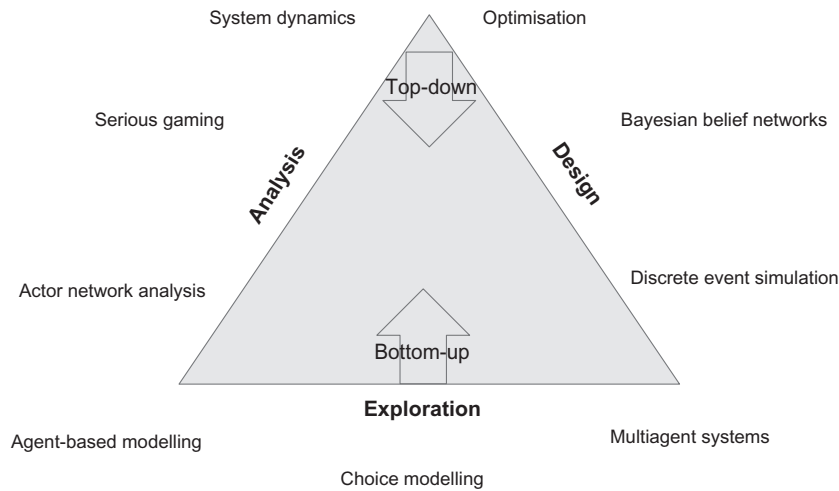 System dynamics
Optimisation
Top-down
Serious gaming
Bayesian belief networks
Analysis
Design
Actor network analysis
Discrete event simulation
Bottom-up
Exploration
Agent-based modelling
Multiagent systems
Choice modelling